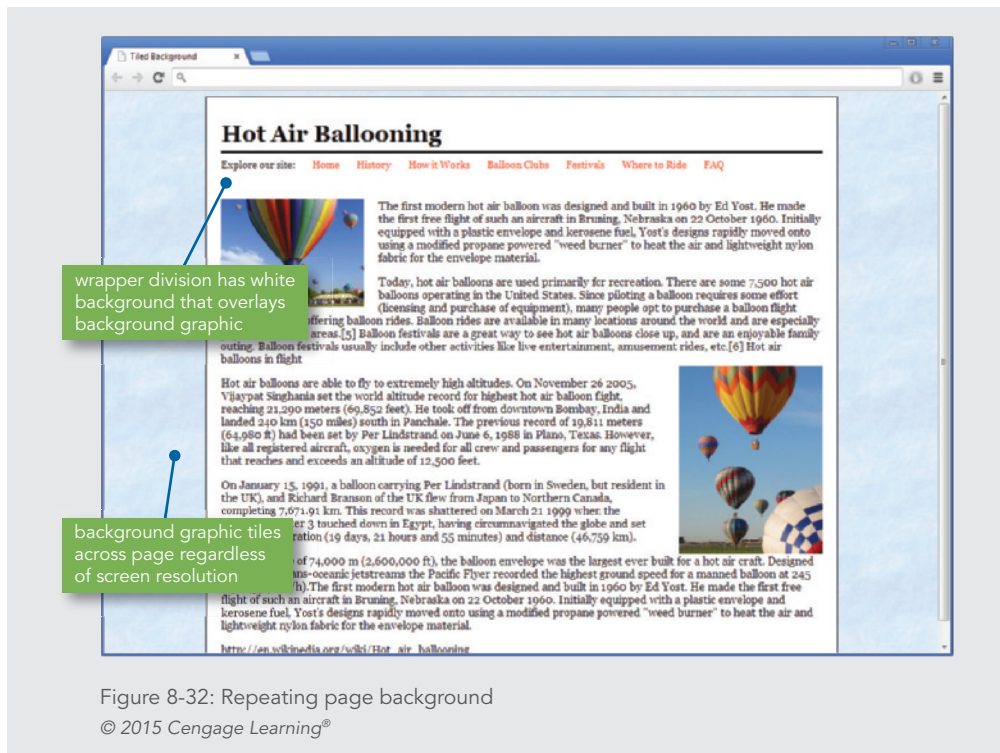 Tiled Background
Hot Air Ballooning
Explore our site: Home History How it Works Balloon Clubs Festivals Where to Ride FAQ
The first modern hot air balloon was designed and built in 1960 by Ed Yost. He made
the first free flight of such an aircraft in Bruning, Nebraska on 22 October 1960. Initially
equipped with a plastic envelope and kerosene fuel, Yost's designs rapidly moved onto
using a modified propane powered "weed burner" to heat the air and lightweight nylon
fabric for the envelope material.
wrapper division has white
background that overlays
background graphic
Today, hot air balloons are used primarily for recreation. There are some 7,500 hot air
balloons operating in the United States. Since piloting a balloon requires some effort
(licensing and purchase of equipment), many people opt to purchase a balloon flight
offering balloon rides. Balloon rides are available in many locations around the world and are especially
areas.[5] Balloon festivals are a great way to see hot air balloons close up, and are an enjoyable family
outing. Balloon festivals usually include other activities like live entertainment, amusement rides, etc.[6] Hot air
balloons in flight
Hot air balloons are able to fly to extremely high altitudes. On November 26 2005,
Vijaypat Singhania set the world altitude record for highest hot air balloon flight,
reaching 21,290 meters (69,852 feet). He took off from downtown Bombay, India and
landed 240 km (150 miles) south in Panchale. The previous record of 19,811 meters
(64,980 ft) had been set by Per Lindstrand on June 6, 1988 in Plano, Texas. However,
like all registered aircraft, oxygen is needed for all crew and passengers for any flight
that reaches and exceeds an altitude of 12,500 feet.
On January 15, 1991, a balloon carrying Per Lindstrand (born in Sweden, but resident in
the UK), and Richard Branson of the UK flew from Japan to Northern Canada,
completing 7,671.91 km. This record was shattered on March 21 1999 when the
er 3 touched down in Egypt, having circumnavigated the globe and set
ration (19 days, 21 hours and 55 minutes) and distance (46,759 km).
background graphic tiles
across page regardless
of screen resolution
of 74,000 m (2,600,000 ft), the balloon envelope was the largest ever built for a hot air craft. Designed
ns-oceanic jetstreams the Pacific Flyer recorded the highest ground speed for a manned balloon at 245
/h).The first modern hot air balloon was designed and built in 1960 by Ed Yost. He made the first free
flight of such an aircraft in Bruning, Nebraska on 22 October 1960. Initially equipped with a plastic envelope and
kerosene fuel, Yost's designs rapidly moved onto using a modified propane powered "weed burner" to heat the air and
lightweight nylon fabric for the envelope material.
http://en.wikipedia.org/wiki/Hot_air_ballooning
Figure 8-32: Repeating page background
© 2015 Cengage Learning®